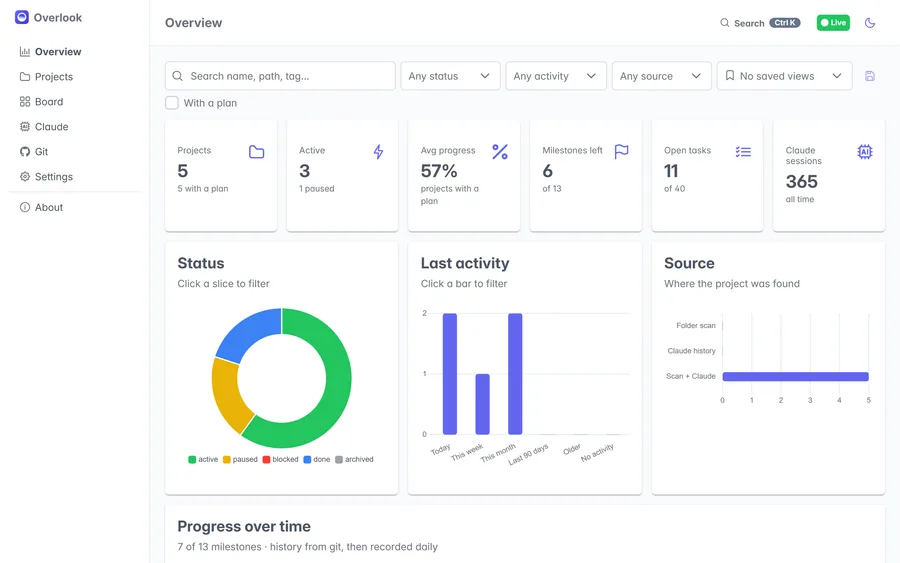 Overlook
Overview
Projects
Board
Claude
Git
Settings
About
Overview
Search Ctrl K
Live
Search name, path, tag...
Any status
Any activity
Any source
No saved views
With a plan
Projects
5
5 with a plan
Active
3
1 paused
Avg progress
57%
projects with a
plan
Milestones left
6
of 13
Open tasks
11
of 40
Claude
sessions
AI
365
all time
Status
Click a slice to filter
active paused blocked done archived
Last activity
Click a bar to filter
2
1
0
Today
This week
This month
Last 90 days
Older
No activity
Source
Where the project was found
Folder scan
Claude history
Scan + Claude
0 1 2 3 4 5
Progress over time
7 of 13 milestones · history from git, then recorded daily